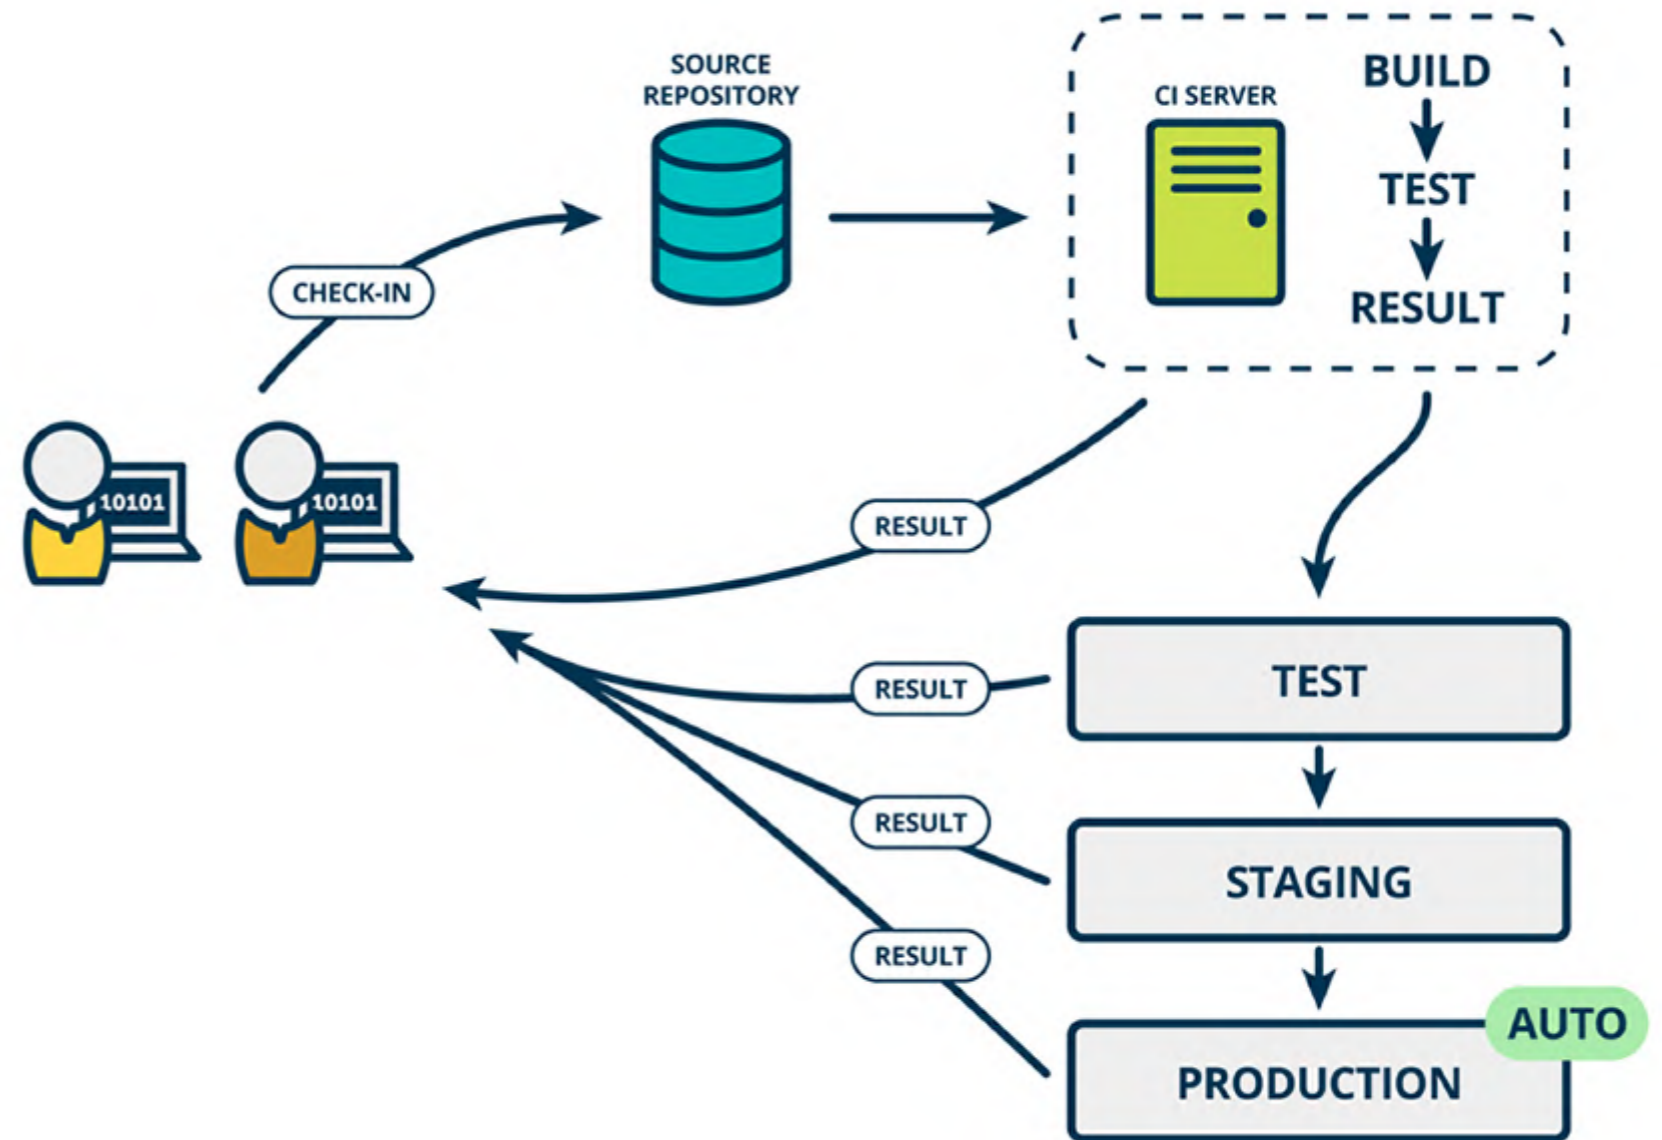 SOURCE
REPOSITORY
CI SERVER
BUILD
TEST
RESULT
CHECK-IN
10101
10101
RESULT
RESULT
TEST
RESULT
STAGING
RESULT
AUTO
PRODUCTION